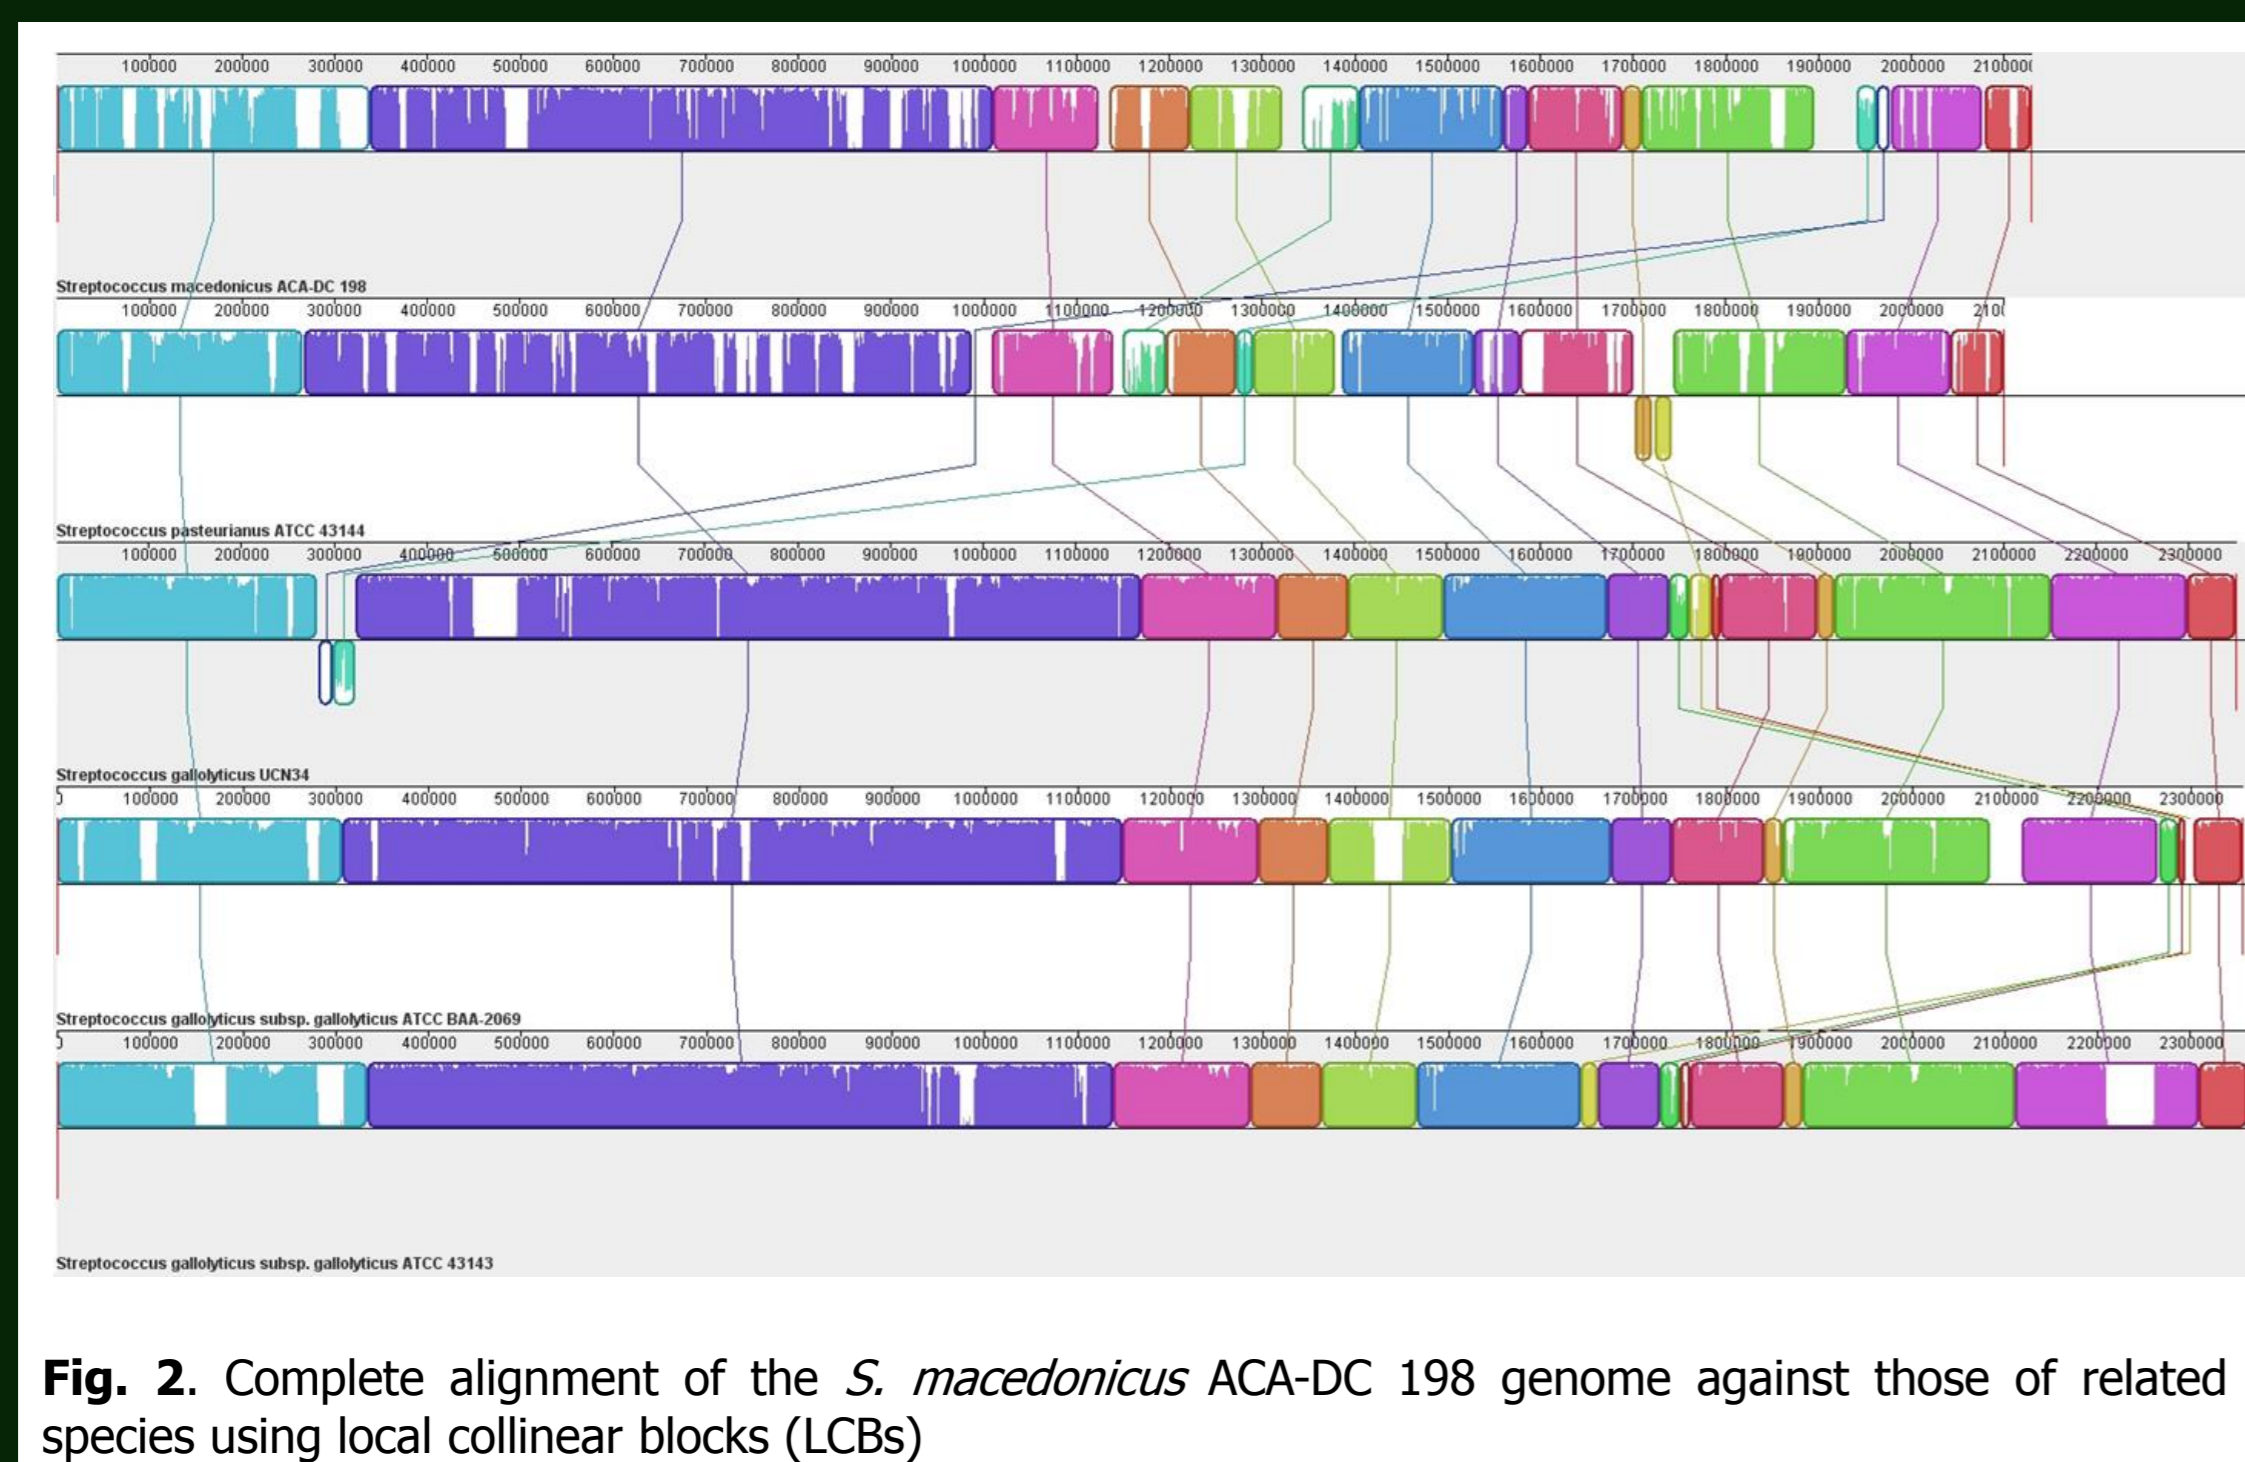 100000 200000 300000 400000 500000 600000 700000 800000 900000 1000000 1100000 1200000 1300000 1400000 1500000 1600000 1700000 1800000 1900000 2000000 210000
Streptococcus macedonicus ACA-DC 198
100000 200000 300000 400000 500000 600000 700000 800000 900000 1000000 1100000 1200000 1300000 1400000 1500000 1600000 1700000 1800000 1900000 2000000 210
Streptococcus pasteurianus ATCC 43144
100000 200000 300000 400000 500000 600000 700000 800000 900000 1000000 1100000 1200000 1300000 1400000 1500000 1600000 1700000 1800000 1900000 2000000 2100000 2200000 2300000
Streptococcus gallolyticus UCN34
100000 200000 300000 400000 500000 600000 700000 800000 900000 1000000 1100000 1200000 1300000 1400000 1500000 1600000 1700000 1800000 1900000 2000000 2100000 2200000 2300000
Streptococcus gallolyticus subsp. gallolyticus ATCC BAA-2069
100000 200000 300000 400000 500000 600000 700000 800000 900000 1000000 1100000 1200000 1300000 1400000 1500000 1600000 1700000 1800000 1900000 2000000 2100000 2200000 2300000
Streptococcus gallolyticus subsp. gallolyticus ATCC 43143
Fig. 2. Complete alignment of the S. macedonicus ACA-DC 198 genome against those of related
species using local collinear blocks (LCBs)